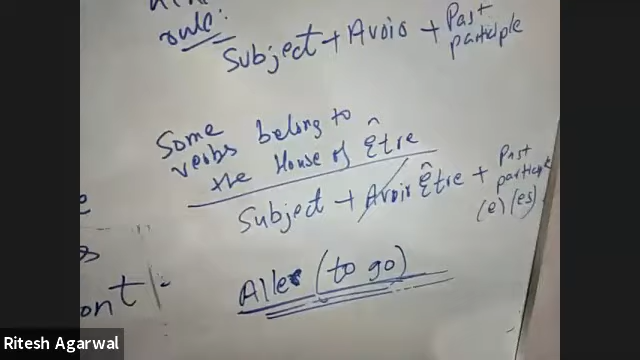 rule:
Subject + Avoir + Past participle
Some
verbs belong to
the House of Être
Subject + Avoir Être + Past participle
(e) (es)
ont :-
Aller (to go)
Ritesh Agarwal